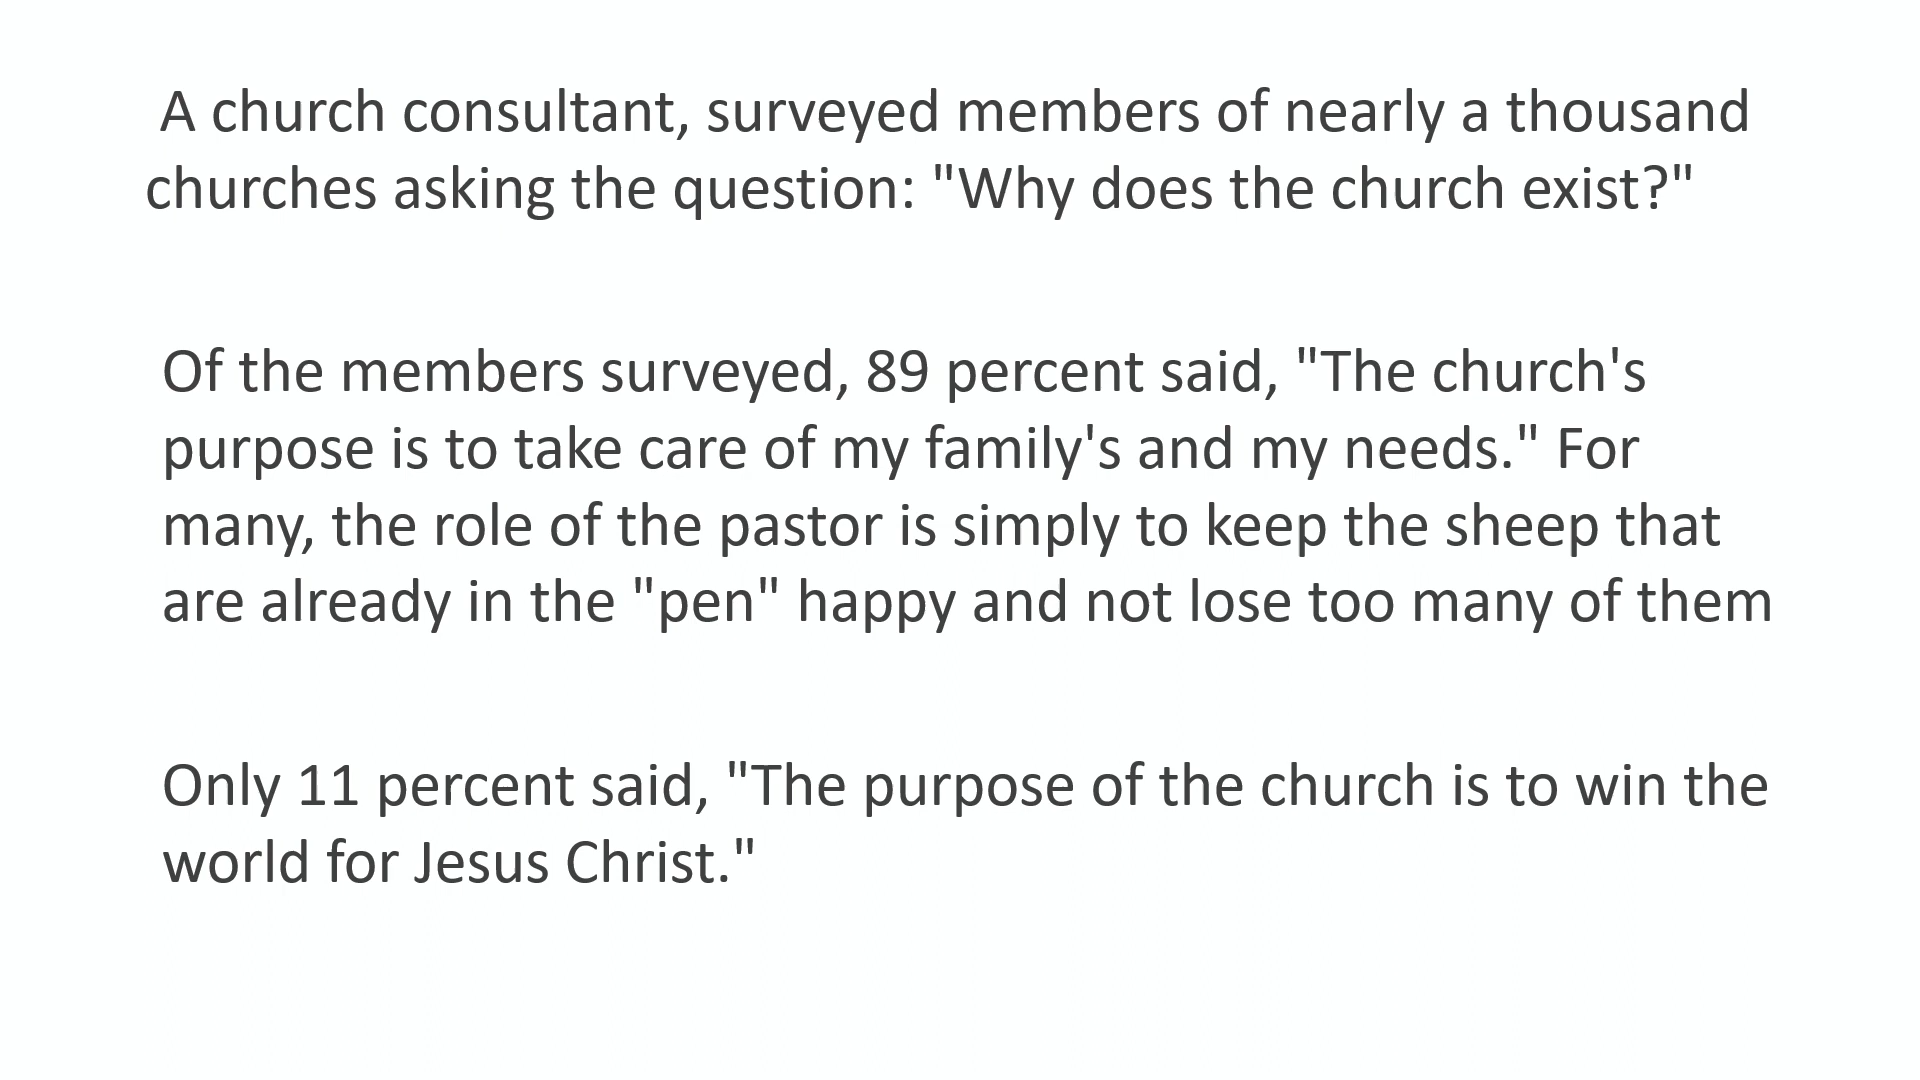 A church consultant, surveyed members of nearly a thousand
churches asking the question: "Why does the church exist?"
Of the members surveyed, 89 percent said, "The church's
purpose is to take care of my family's and my needs." For
many, the role of the pastor is simply to keep the sheep that
are already in the "pen" happy and not lose too many of them
Only 11 percent said, "The purpose of the church is to win the
world for Jesus Christ."